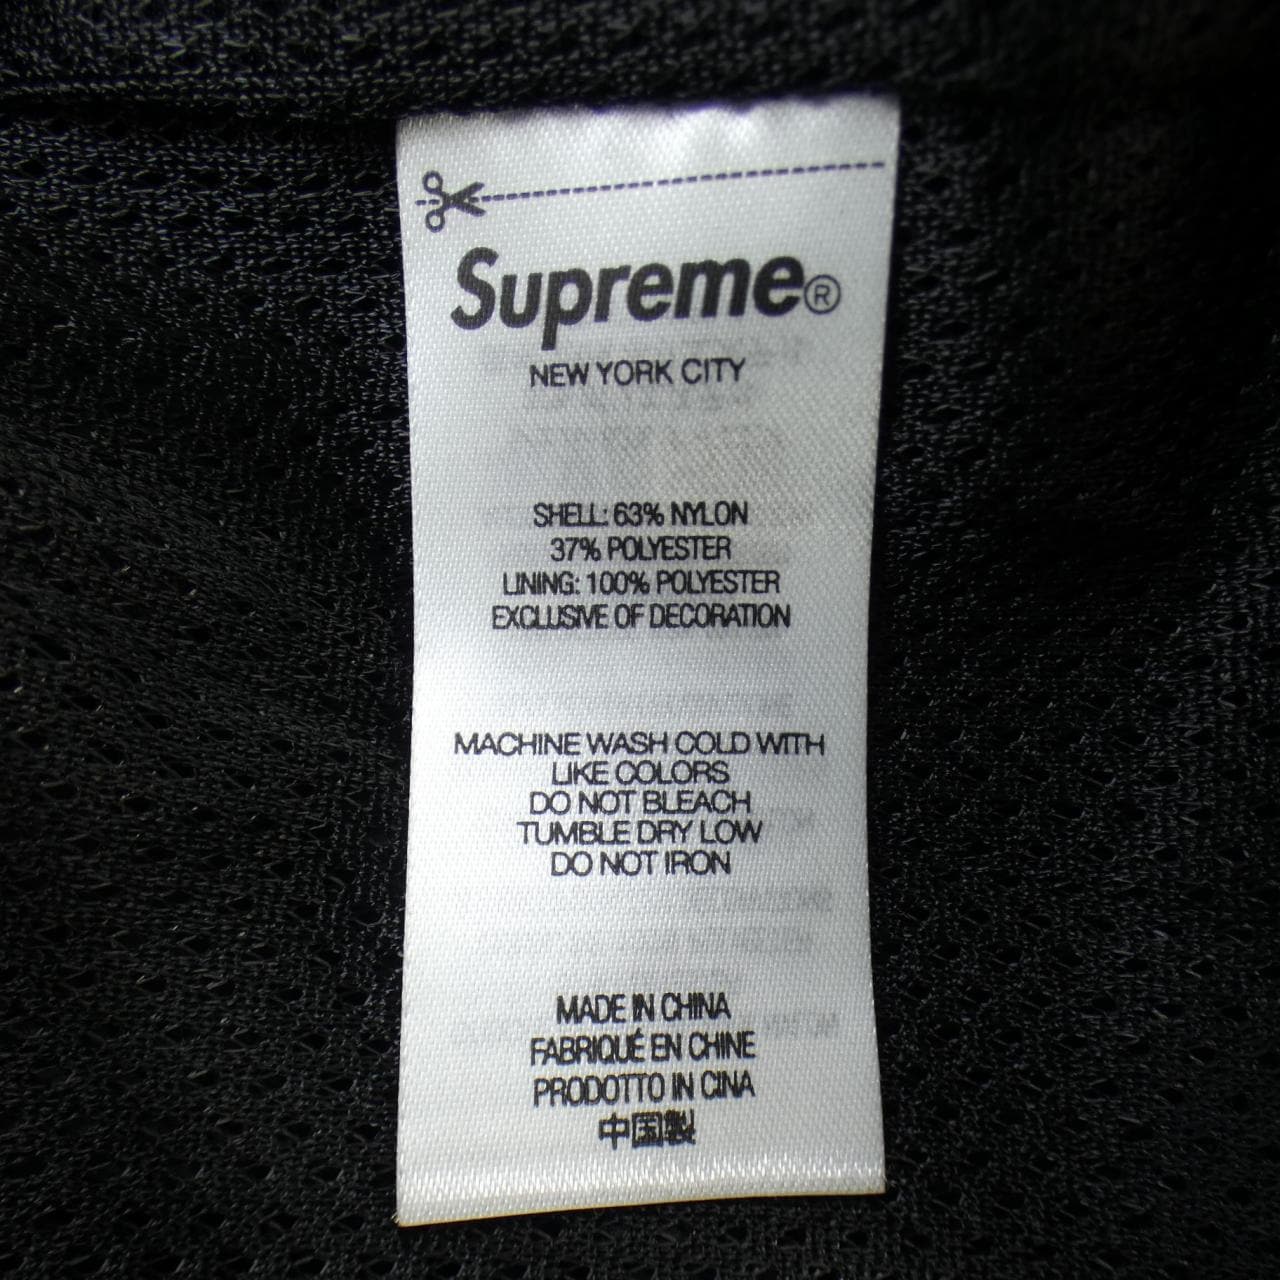 Supreme®
NEW YORK CITY
SHELL: 63% NYLON
37% POLYESTER
LINING: 100% POLYESTER
EXCLUSIVE OF DECORATION
MACHINE WASH COLD WITH
LIKE COLORS
DO NOT BLEACH
TUMBLE DRY LOW
DO NOT IRON
MADE IN CHINA
FABRIQUÉ EN CHINE
PRODOTTO IN CINA
中国製